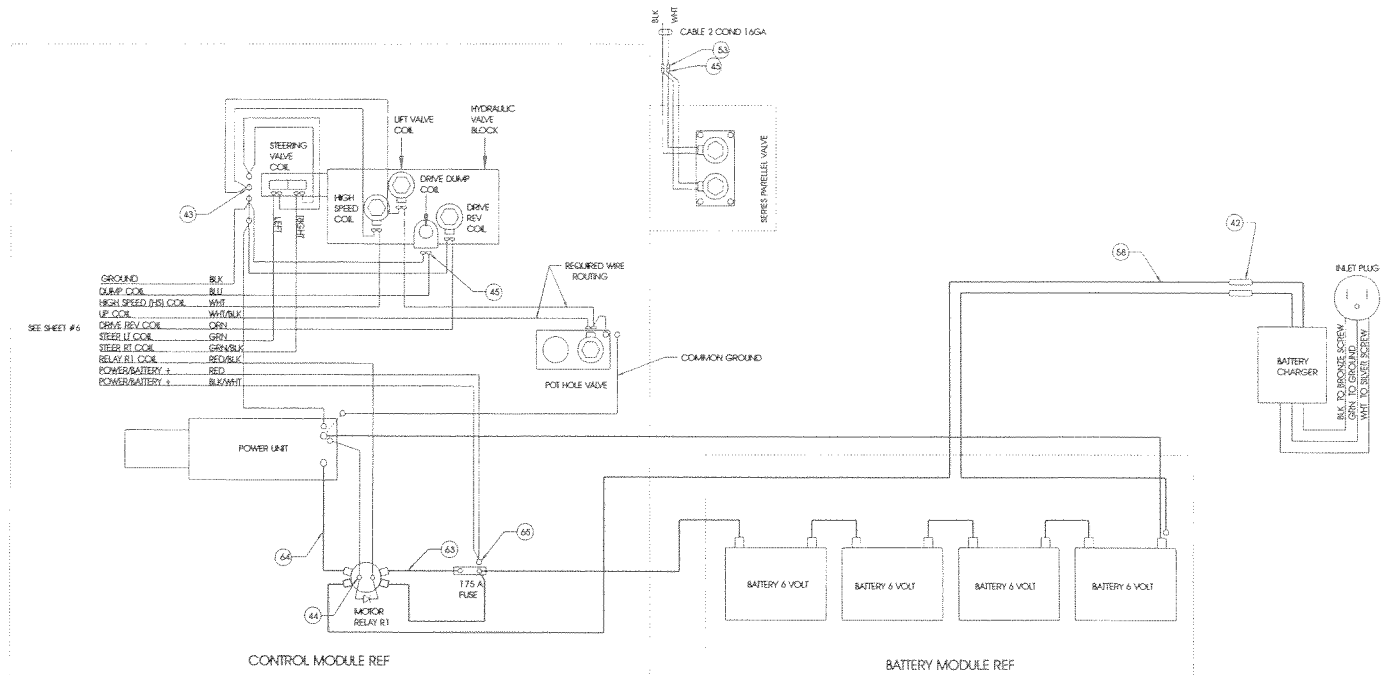 BLK
WHT
CABLE 2 COND 16GA
53
45
LIFT VALVE
COIL
HYDRAULIC
VALVE
BLOCK
STEERING
VALVE
COIL
DRIVE DUMP
COIL
HIGH
SPEED
COIL
DRIVE
REV
COIL
SERIES PARELLEL VALVE
43
LEFT
RIGHT
42
58
INLET PLUG
REQUIRED WIRE
ROUTING
45
GROUND BLK
DUMP COIL BLU
HIGH SPEED (HS) COIL WHT
UP COIL WHT/BLK
DRIVE REV COIL ORN
STEER LT COIL GRN
STEER RT COIL GRN/BLK
RELAY R1 COIL RED/BLK
POWER/BATTERY + RED
POWER/BATTERY + BLK/WHT
SEE SHEET #6
COMMON GROUND
POT HOLE VALVE
BATTERY
CHARGER
BLK TO BRONZE SCREW
GRN TO GROUND
WHT TO SILVER SCREW
POWER UNIT
64
63
65
175 A
FUSE
44
MOTOR
RELAY R1
BATTERY 6 VOLT
BATTERY 6 VOLT
BATTERY 6 VOLT
BATTERY 6 VOLT
CONTROL MODULE REF
BATTERY MODULE REF